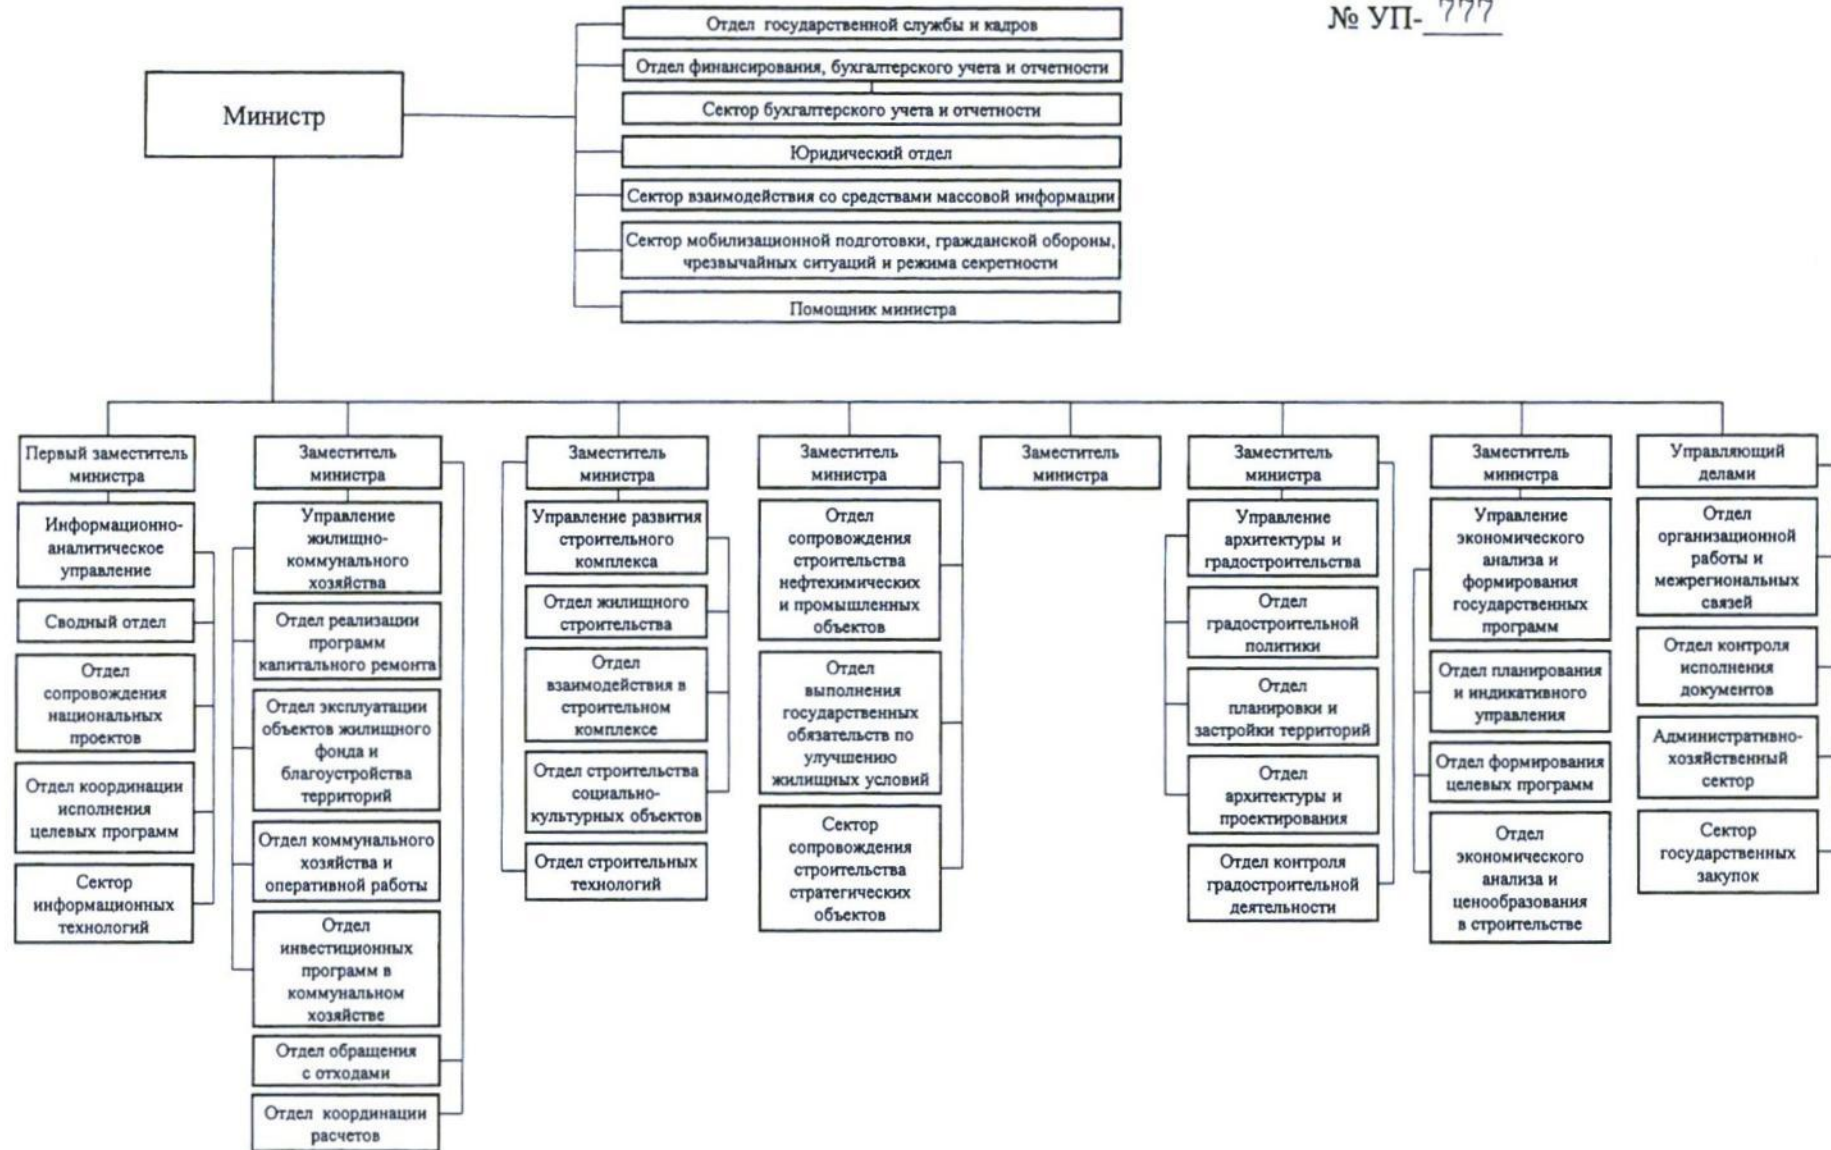 № УП- 777
Отдел государственной службы и кадров
Отдел финансирования, бухгалтерского учета и отчетности
Министр
Сектор бухгалтерского учета и отчетности
Юридический отдел
Сектор взаимодействия со средствами массовой информации
Сектор мобилизационной подготовки, гражданской обороны,
чрезвычайных ситуаций и режима секретности
Помощник министра
Первый заместитель
министра
Информационно-
аналитическое
управление
Сводный отдел
Отдел
сопровождения
национальных
проектов
Отдел координации
исполнения
целевых программ
Сектор
информационных
технологий
Заместитель
министра
Управление
жилищно-
коммунального
хозяйства
Отдел реализации
программ
капитального ремонта
Отдел эксплуатации
объектов жилищного
фонда и
благоустройства
территорий
Отдел коммунального
хозяйства и
оперативной работы
Отдел
инвестиционных
программ в
коммунальном
хозяйстве
Отдел обращения
с отходами
Отдел координации
расчетов
Заместитель
министра
Управление развития
строительного
комплекса
Отдел жилищного
строительства
Отдел
взаимодействия в
строительном
комплексе
Отдел строительства
социально-
культурных объектов
Отдел строительных
технологий
Заместитель
министра
Отдел
сопровождения
строительства
нефтехимических
и промышленных
объектов
Отдел
выполнения
государственных
обязательств по
улучшению
жилищных условий
Сектор
сопровождения
строительства
стратегических
объектов
Заместитель
министра
Заместитель
министра
Управление
архитектуры и
градостроительства
Отдел
градостроительной
политики
Отдел
планировки и
застройки территорий
Отдел
архитектуры и
проектирования
Отдел контроля
градостроительной
деятельности
Заместитель
министра
Управление
экономического
анализа и
формирования
государственных
программ
Отдел планирования
и индикативного
управления
Отдел формирования
целевых программ
Отдел
экономического
анализа и
ценообразования
в строительстве
Управляющий
делами
Отдел
организационной
работы и
межрегиональных
связей
Отдел контроля
исполнения
документов
Административно-
хозяйственный
сектор
Сектор
государственных
закупок